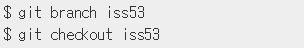 $ git branch iss53
$ git checkout iss53